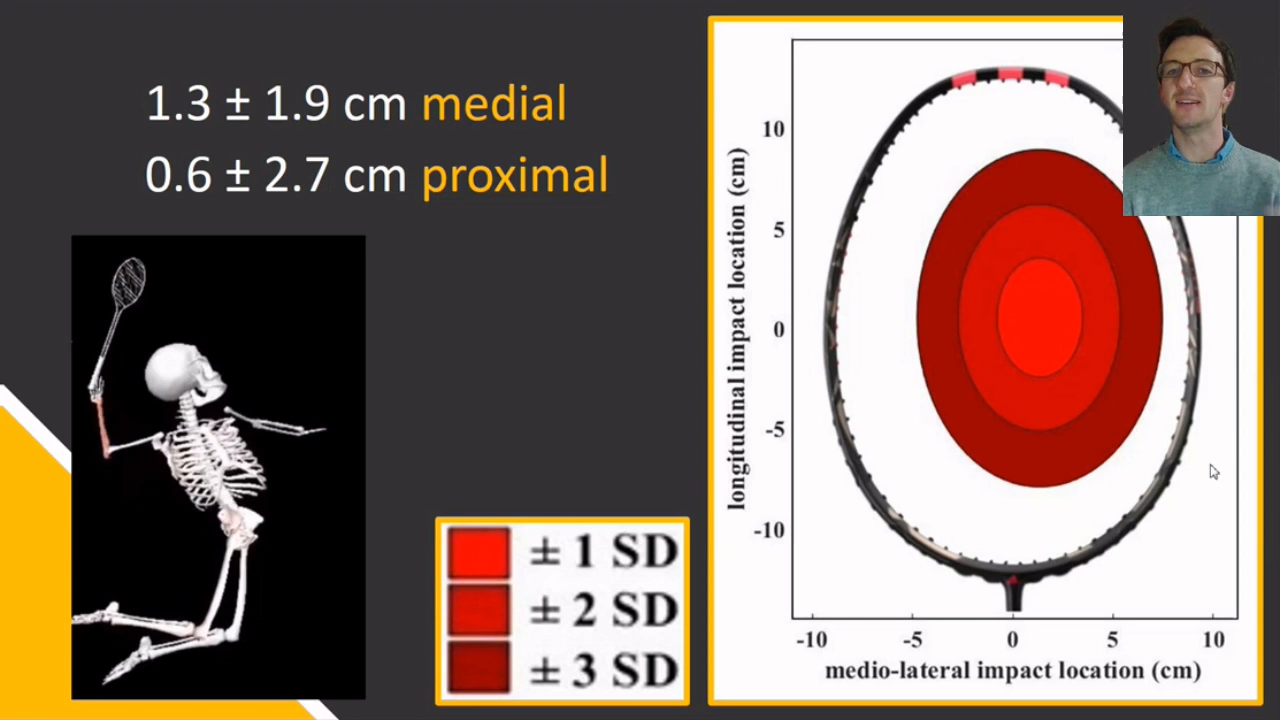 1.3 ± 1.9 cm medial
0.6 ± 2.7 cm proximal
± 1 SD
± 2 SD
± 3 SD
longitudinal impact location (cm)
10
5
0
-5
-10
-10 -5 0 5 10
medio-lateral impact location (cm)